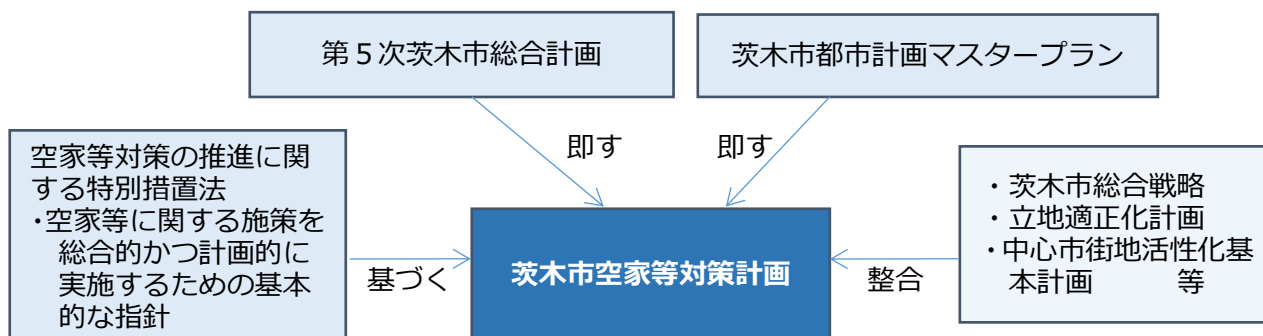 第５次茨木市総合計画
茨木市都市計画マスタープラン
即す
即す
空家等対策の推進に関
する特別措置法
・空家等に関する施策を
総合的かつ計画的に
実施するための基本
的な指針
基づく
茨木市空家等対策計画
整合
・茨木市総合戦略
・立地適正化計画
・中心市街地活性化基
本計画　　　等